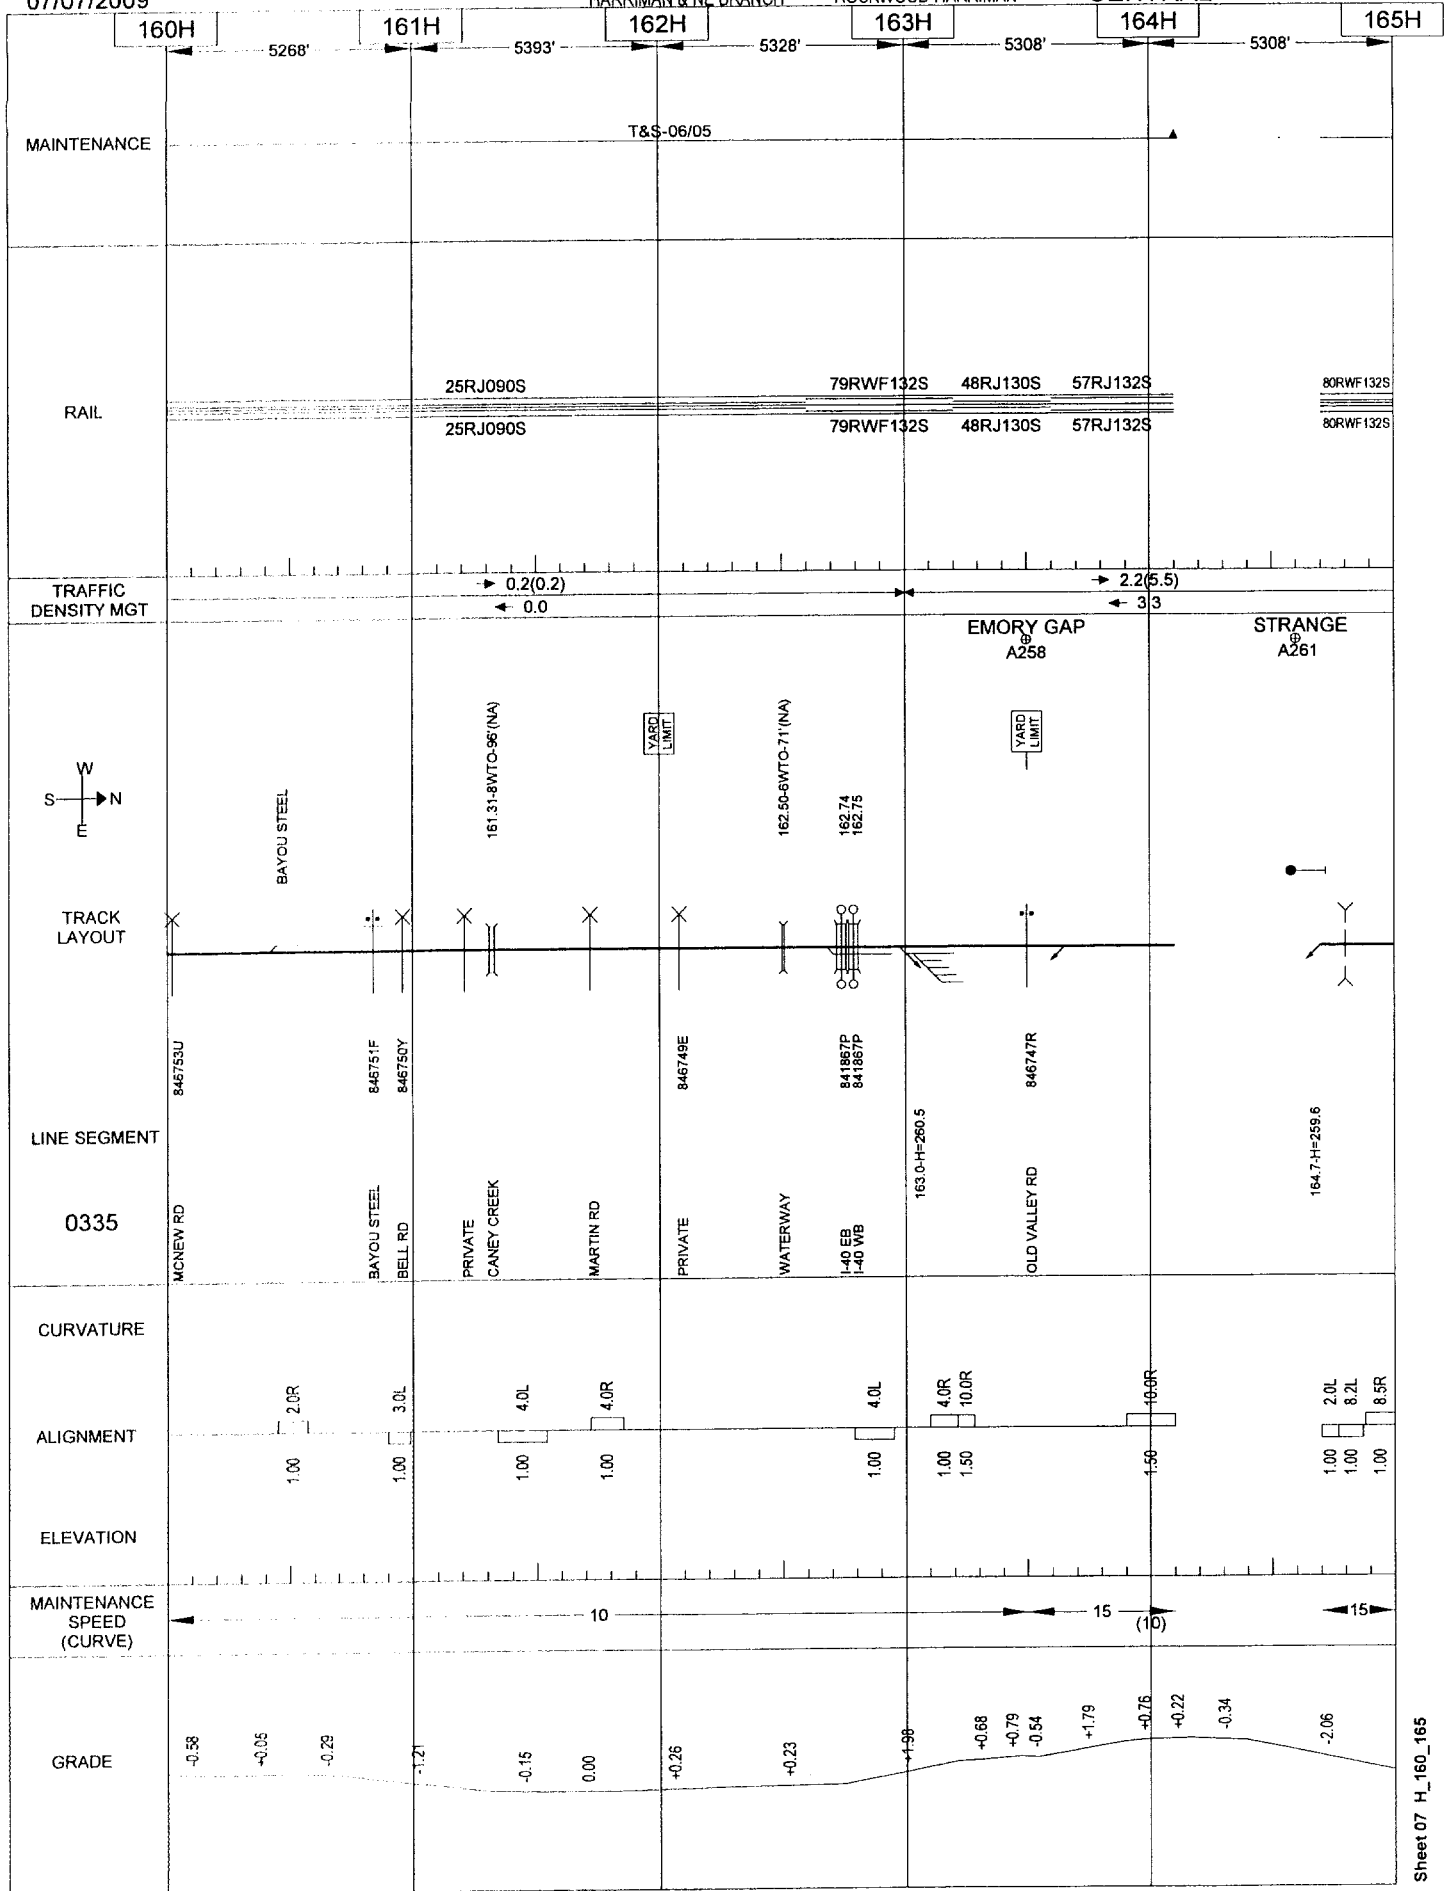 07/07/2009
160H 161H 162H 163H 164H 165H
5268' 5393' 5328' 5308' 5308'
MAINTENANCE
T&S-06/05
RAIL
25RJ090S 79RWF132S 48RJ130S 57RJ132S 80RWF132S
25RJ090S 79RWF132S 48RJ130S 57RJ132S 80RWF132S
TRAFFIC
DENSITY MGT
0.2(0.2) 2.2(5.5)
0.0 3.3
EMORY GAP
A258
STRANGE
A261
W
S N
E
BAYOU STEEL
161.31-8WTO-96'(NA)
YARD
LIMIT
162.50-6WTO-71'(NA)
162.74
162.75
YARD
LIMIT
TRACK
LAYOUT
846753U
846751F
846750Y
846749E
841867P
841867P
846747R
LINE SEGMENT
0335
163.0-H=260.5
164.7-H=259.6
MCNEW RD
BAYOU STEEL
BELL RD
PRIVATE
CANEY CREEK
MARTIN RD
PRIVATE
WATERWAY
I-40 EB
I-40 WB
OLD VALLEY RD
CURVATURE
2.0R 3.0L 4.0L 4.0R 4.0L 4.0R 10.0R 10.0R 2.0L 8.2L 8.5R
ALIGNMENT
1.00 1.00 1.00 1.00 1.00 1.00 1.50 1.50 1.00 1.00 1.00
ELEVATION
MAINTENANCE
SPEED
(CURVE)
10 15 15
(10)
GRADE
-0.58 +0.05 -0.29 -1.21 -0.15 0.00 +0.26 +0.23 +1.98 +0.68 +0.79 -0.54 +1.79 +0.76 +0.22 -0.34 -2.06
Sheet 07 H_160_165